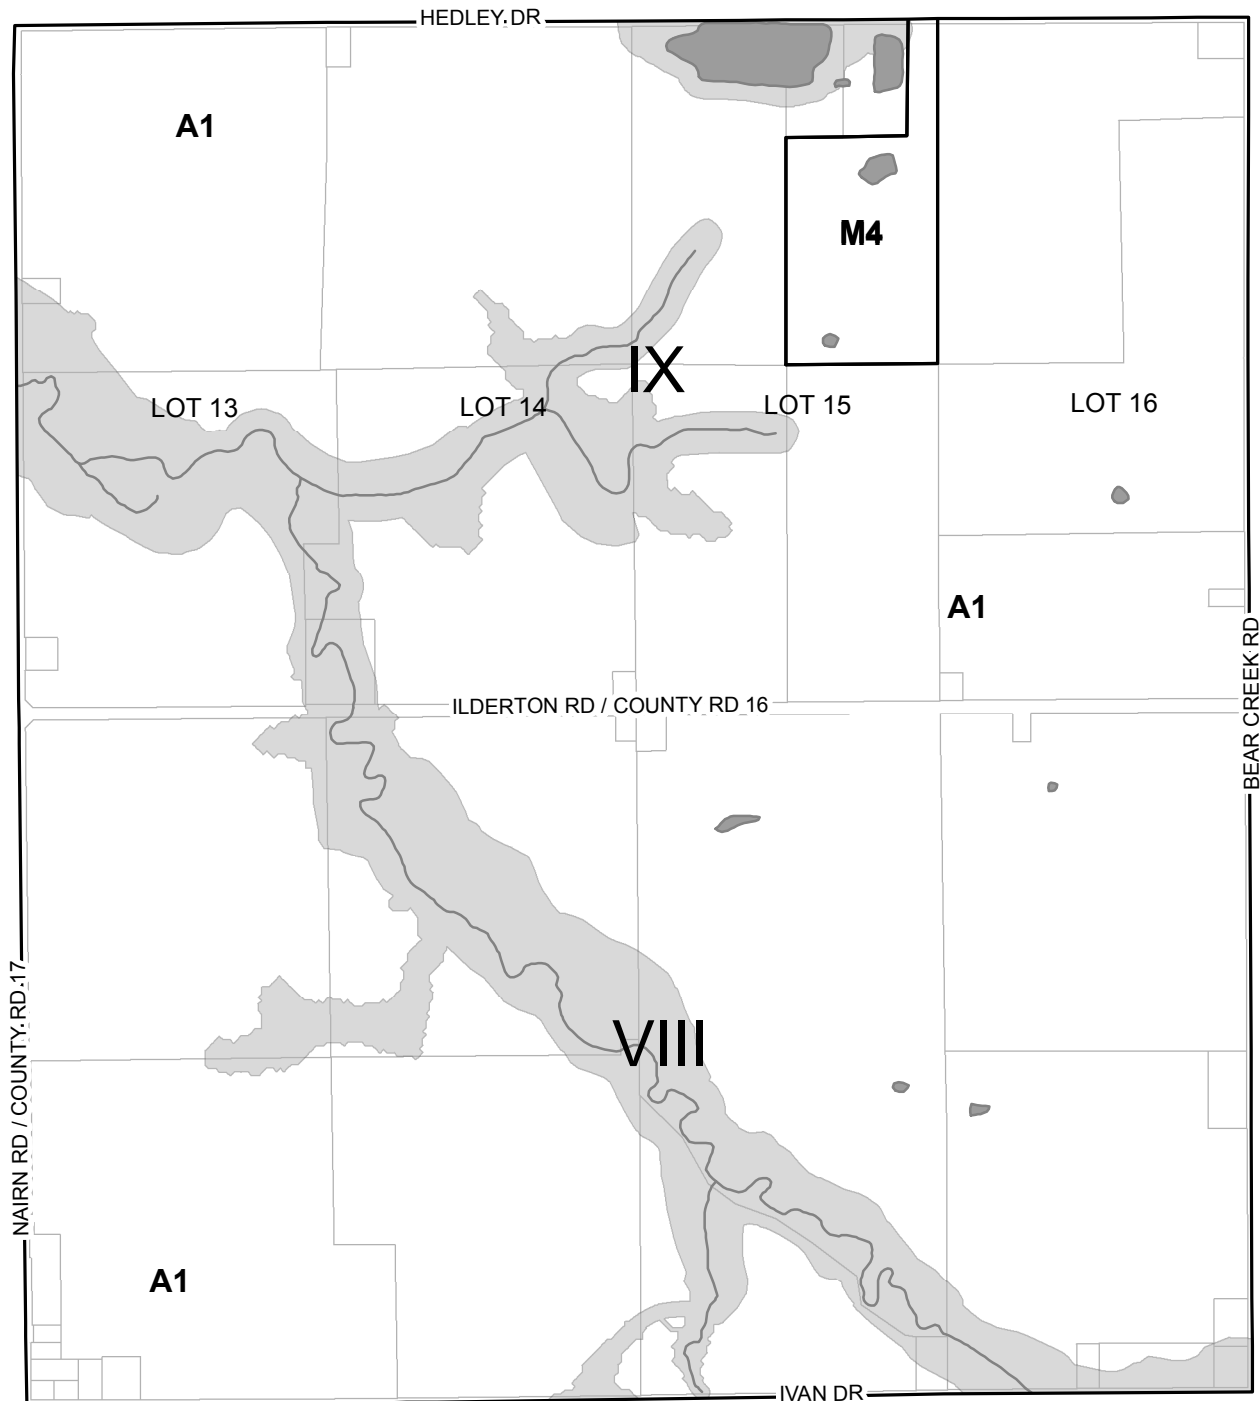 HEDLEY DR
A1
M4
IX
LOT 13
LOT 14
LOT 15
LOT 16
A1
BEAR CREEK RD
ILDERTON RD / COUNTY RD 16
NAIRN RD / COUNTY RD 17
VIII
A1
IVAN DR